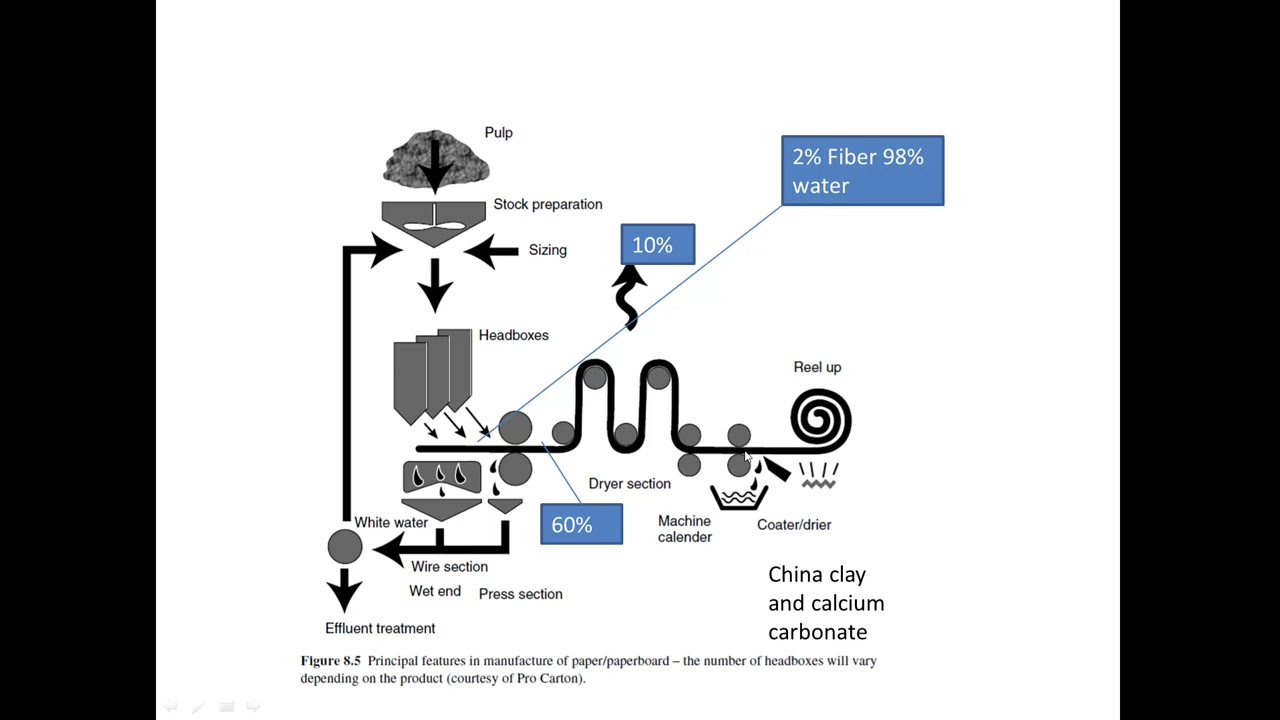 Pulp
2% Fiber 98%
water
Stock preparation
10%
Sizing
Headboxes
Reel up
Dryer section
White water
60%
Machine
calender
Coater/drier
Wire section
Wet end
Press section
China clay
and calcium
carbonate
Effluent treatment
Figure 8.5 Principal features in manufacture of paper/paperboard – the number of headboxes will vary
depending on the product (courtesy of Pro Carton).